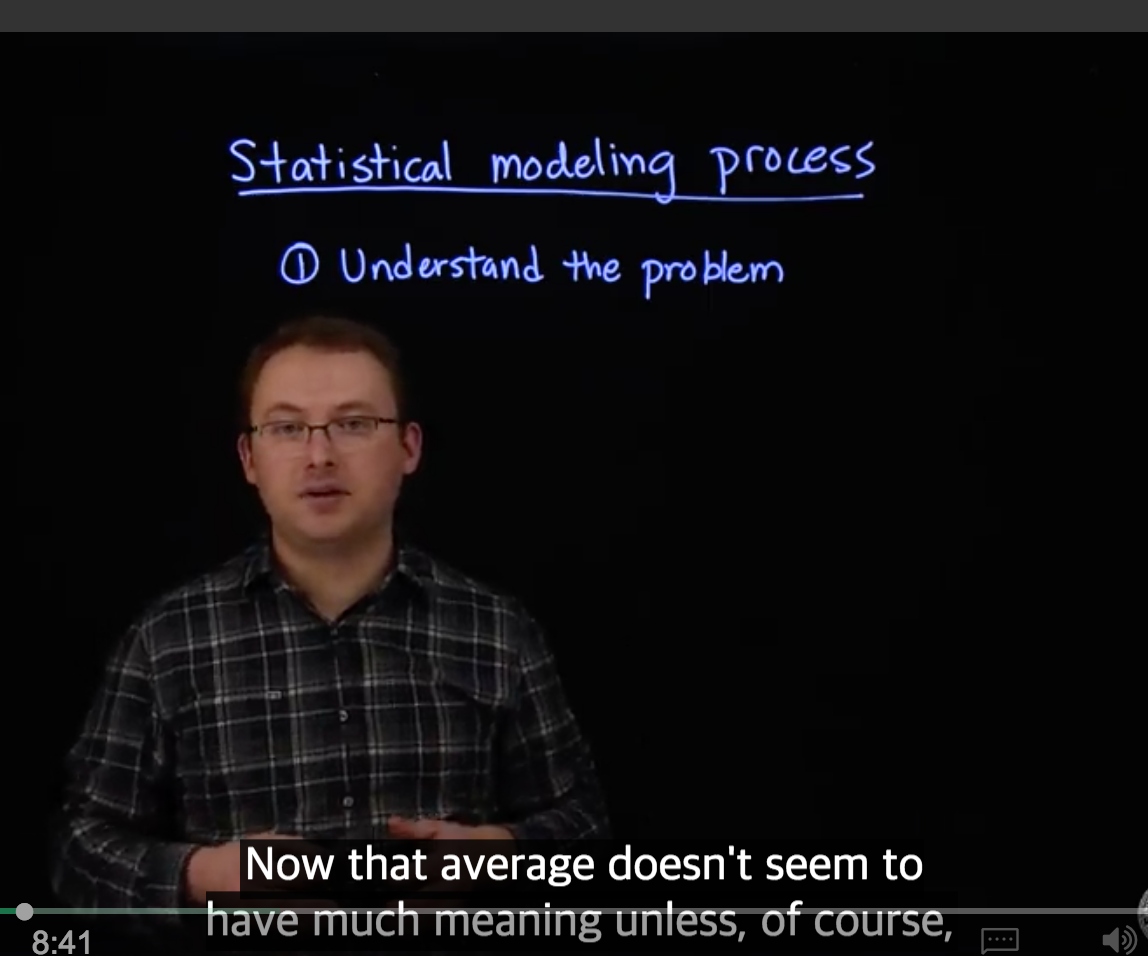 Statistical modeling process
① Understand the problem
Now that average doesn't seem to
have much meaning unless, of course,
8:41